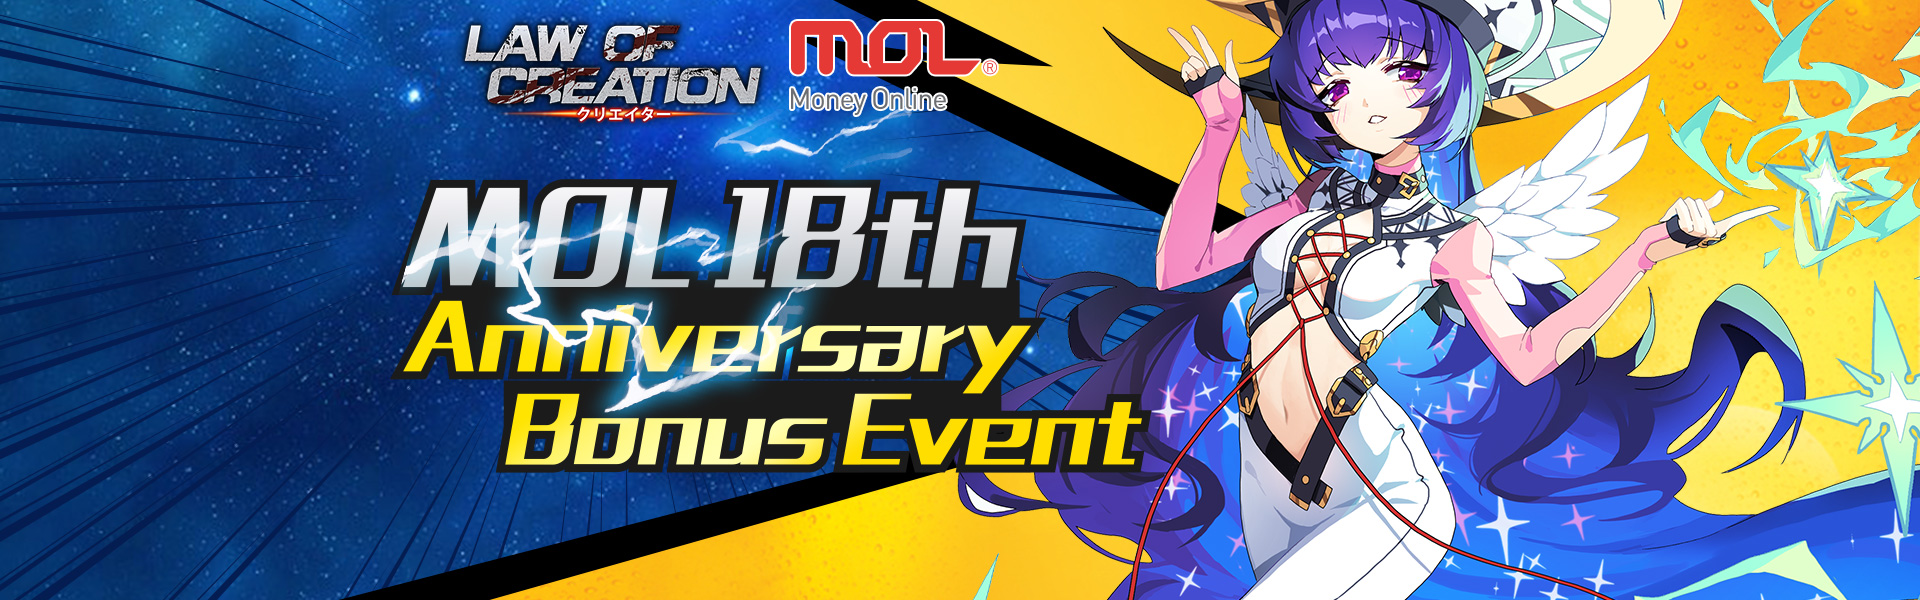 LAW OF
CREATION
クリエイター
MOL®
Money Online
MOL 18th
Anniversary
Bonus Event